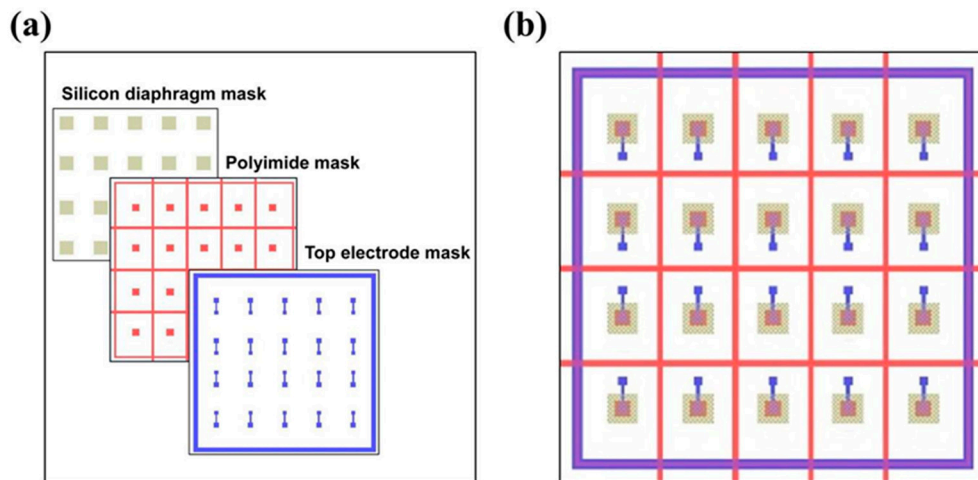 (a)
(b)
Silicon diaphragm mask
Polyimide mask
Top electrode mask